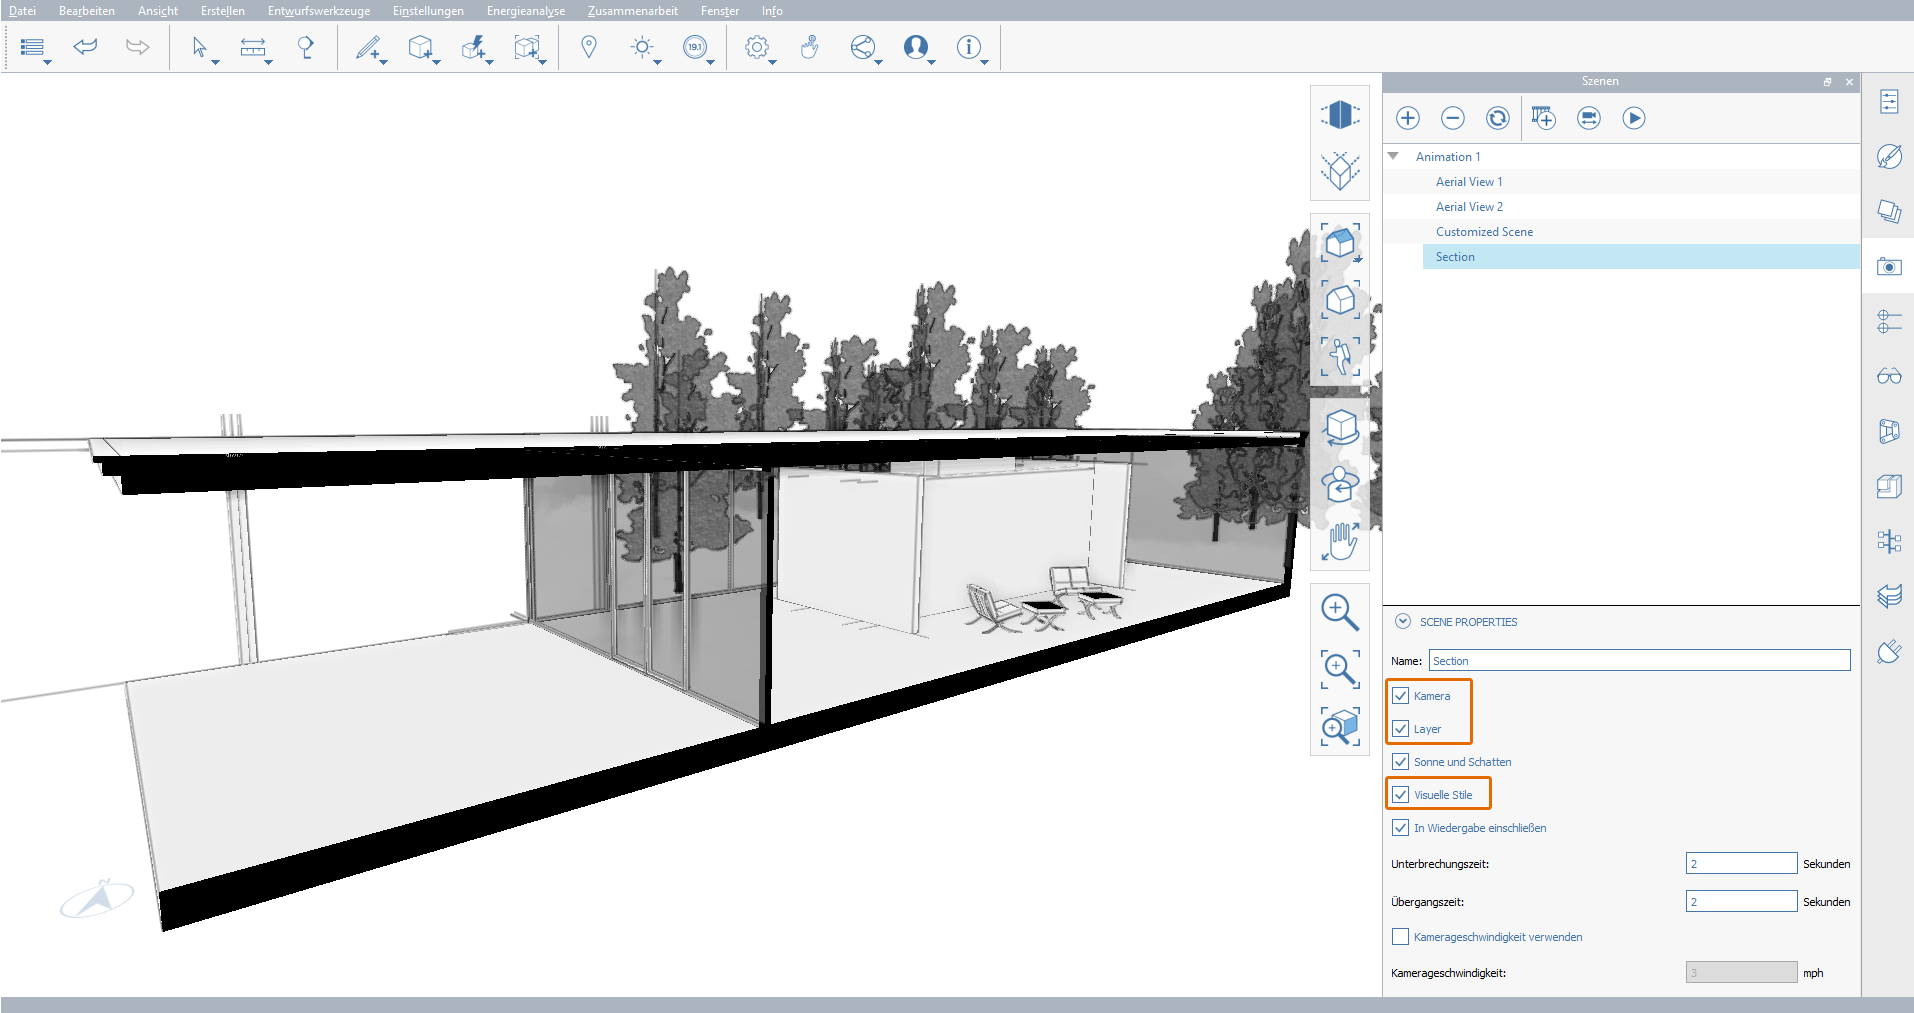 Datei Bearbeiten Ansicht Erstellen Entwurfswerkzeuge Einstellungen Energieanalyse Zusammenarbeit Fenster Info
19.1
Szenen
Animation 1
Aerial View 1
Aerial View 2
Customized Scene
Section
SCENE PROPERTIES
Name: Section
Kamera
Layer
Sonne und Schatten
Visuelle Stile
In Wiedergabe einschließen
Unterbrechungszeit: 2 Sekunden
Übergangszeit: 2 Sekunden
Kamerageschwindigkeit verwenden
Kamerageschwindigkeit: 3 mph